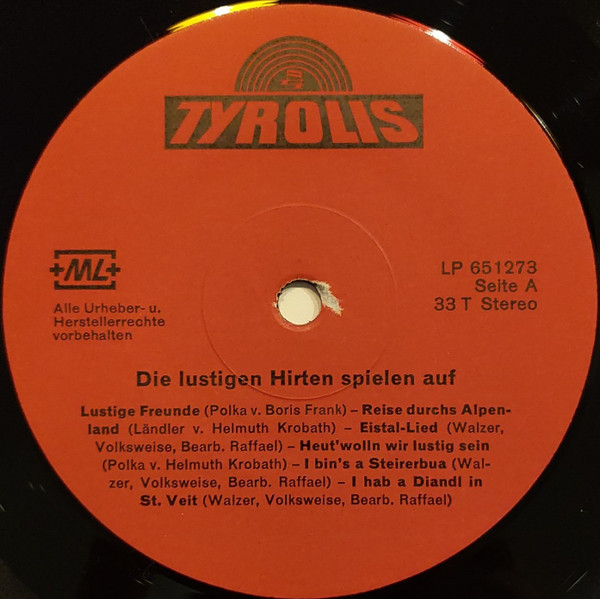 TYROLIS
+ML+
Alle Urheber- u.
Herstellerrechte
vorbehalten
LP 651273
Seite A
33 T Stereo
Die lustigen Hirten spielen auf
Lustige Freunde (Polka v. Boris Frank) – Reise durchs Alpen-
land (Ländler v. Helmuth Krobath) – Eistal-Lied (Walzer,
Volksweise, Bearb. Raffael) – Heut'wolln wir lustig sein
(Polka v. Helmuth Krobath) – I bin's a Steirerbua (Wal-
zer, Volksweise, Bearb. Raffael) – I hab a Diandl in
St. Veit (Walzer, Volksweise, Bearb. Raffael)